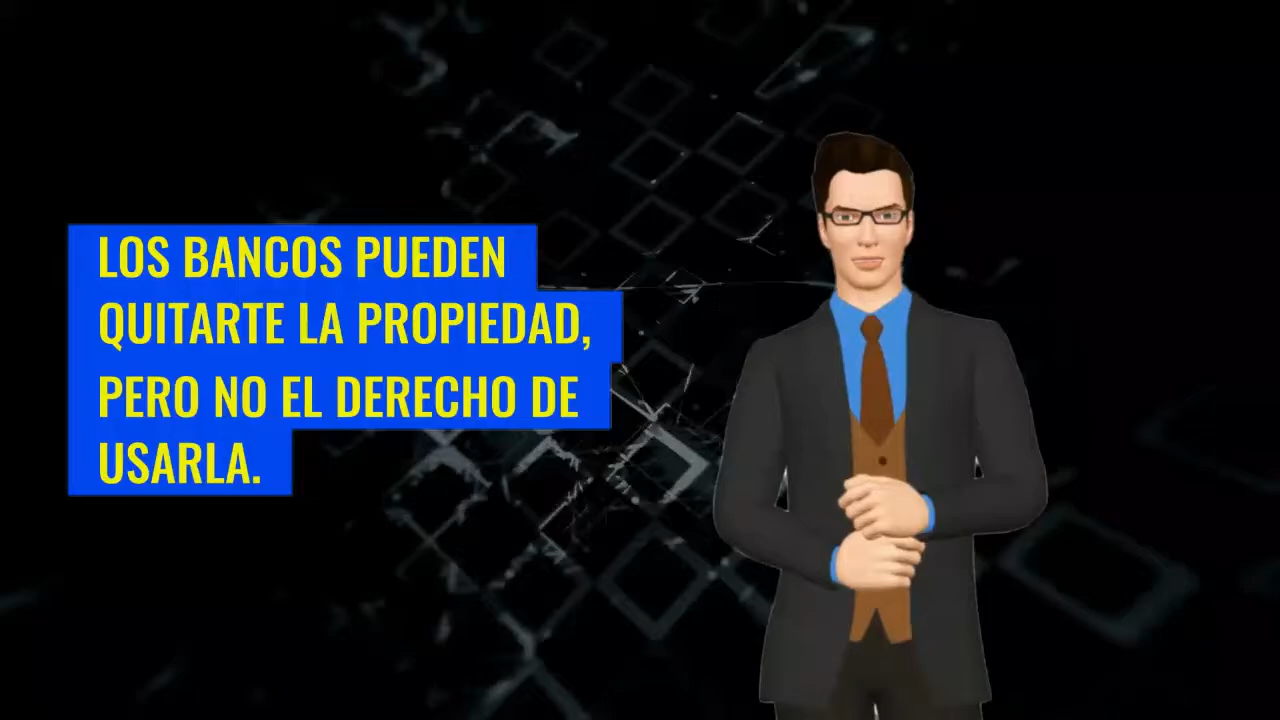 LOS BANCOS PUEDEN
QUITARTE LA PROPIEDAD,
PERO NO EL DERECHO DE
USARLA.